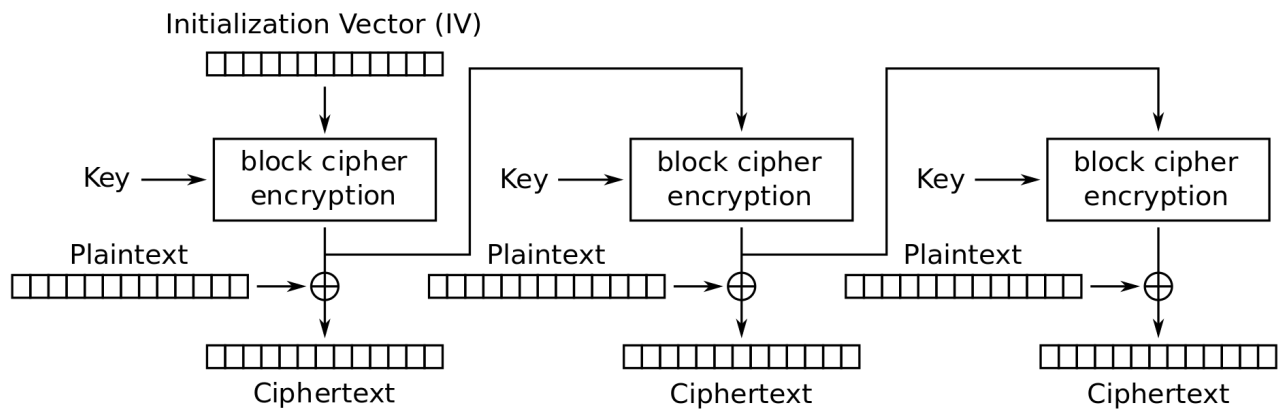 Initialization Vector (IV)
Key
block cipher
encryption
Key
block cipher
encryption
Key
block cipher
encryption
Plaintext
Plaintext
Plaintext
Ciphertext
Ciphertext
Ciphertext